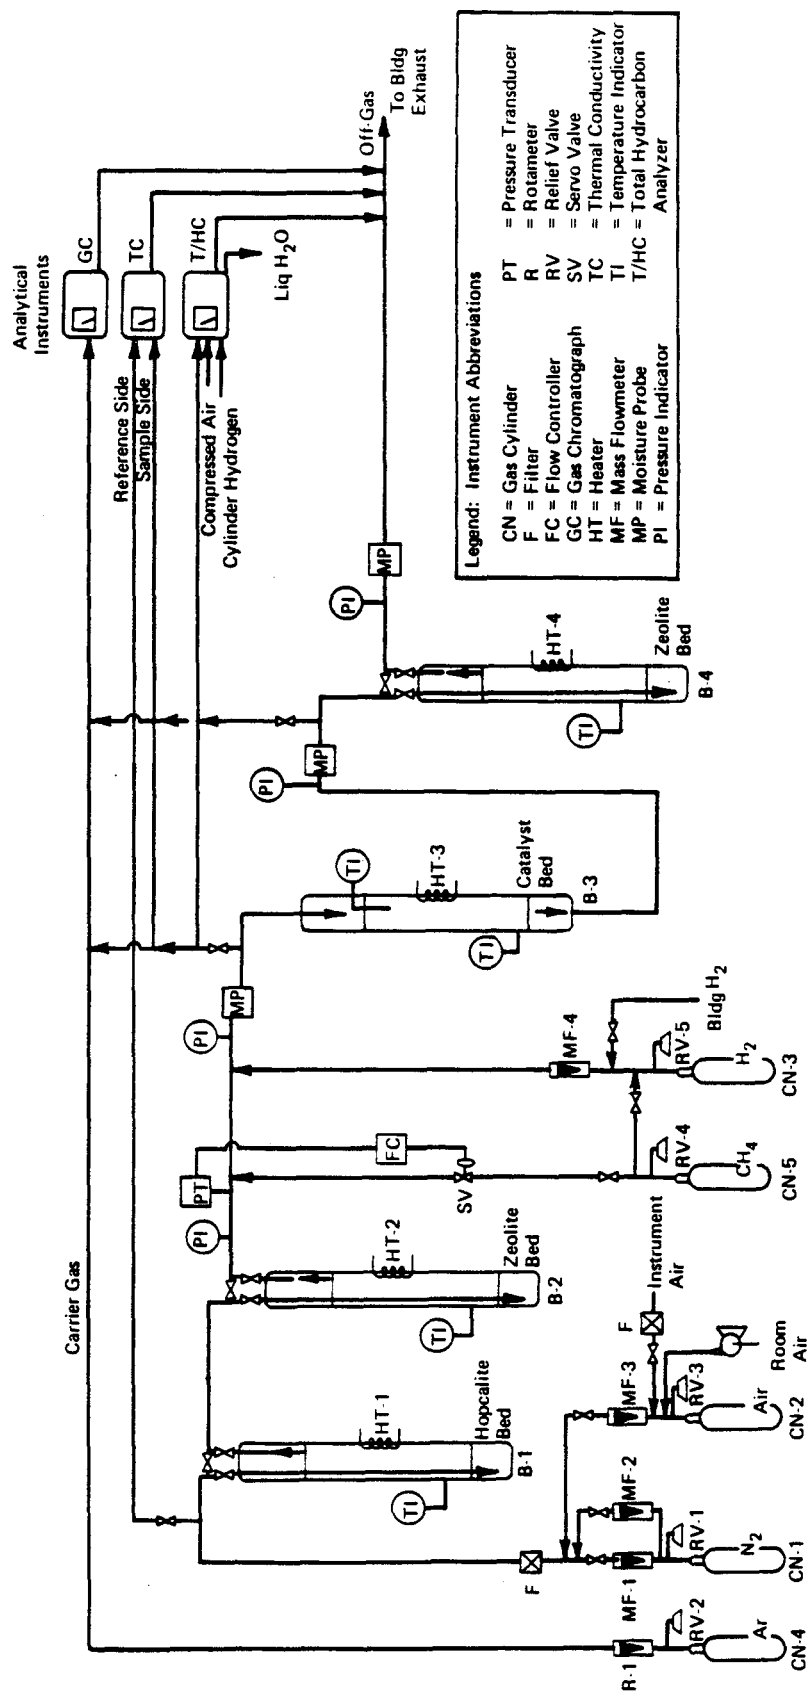 Analytical
Instruments
GC
TC
T/HC
Liq H2O
Off-Gas
To Bldg
Exhaust
Carrier Gas
Reference Side
Sample Side
Compressed Air
Cylinder Hydrogen
PI
MP
PI
MP
PI
MP
PI
PT
FC
SV
TI
HT-1
Hopcalite
Bed
B-1
TI
HT-2
Zeolite
Bed
B-2
TI
TI
HT-3
Catalyst
Bed
B-3
TI
HT-4
Zeolite
Bed
B-4
R-1
RV-2
Ar
CN-4
F
MF-1
MF-2
RV-1
N2
CN-1
MF-3
RV-3
Air
CN-2
F
Instrument
Air
Room
Air
RV-4
CH4
CN-5
MF-4
RV-5
H2
CN-3
Bldg H2
Legend: Instrument Abbreviations
CN = Gas Cylinder
F = Filter
FC = Flow Controller
GC = Gas Chromatograph
HT = Heater
MF = Mass Flowmeter
MP = Moisture Probe
PI = Pressure Indicator
PT = Pressure Transducer
R = Rotameter
RV = Relief Valve
SV = Servo Valve
TC = Thermal Conductivity
TI = Temperature Indicator
T/HC = Total Hydrocarbon
Analyzer